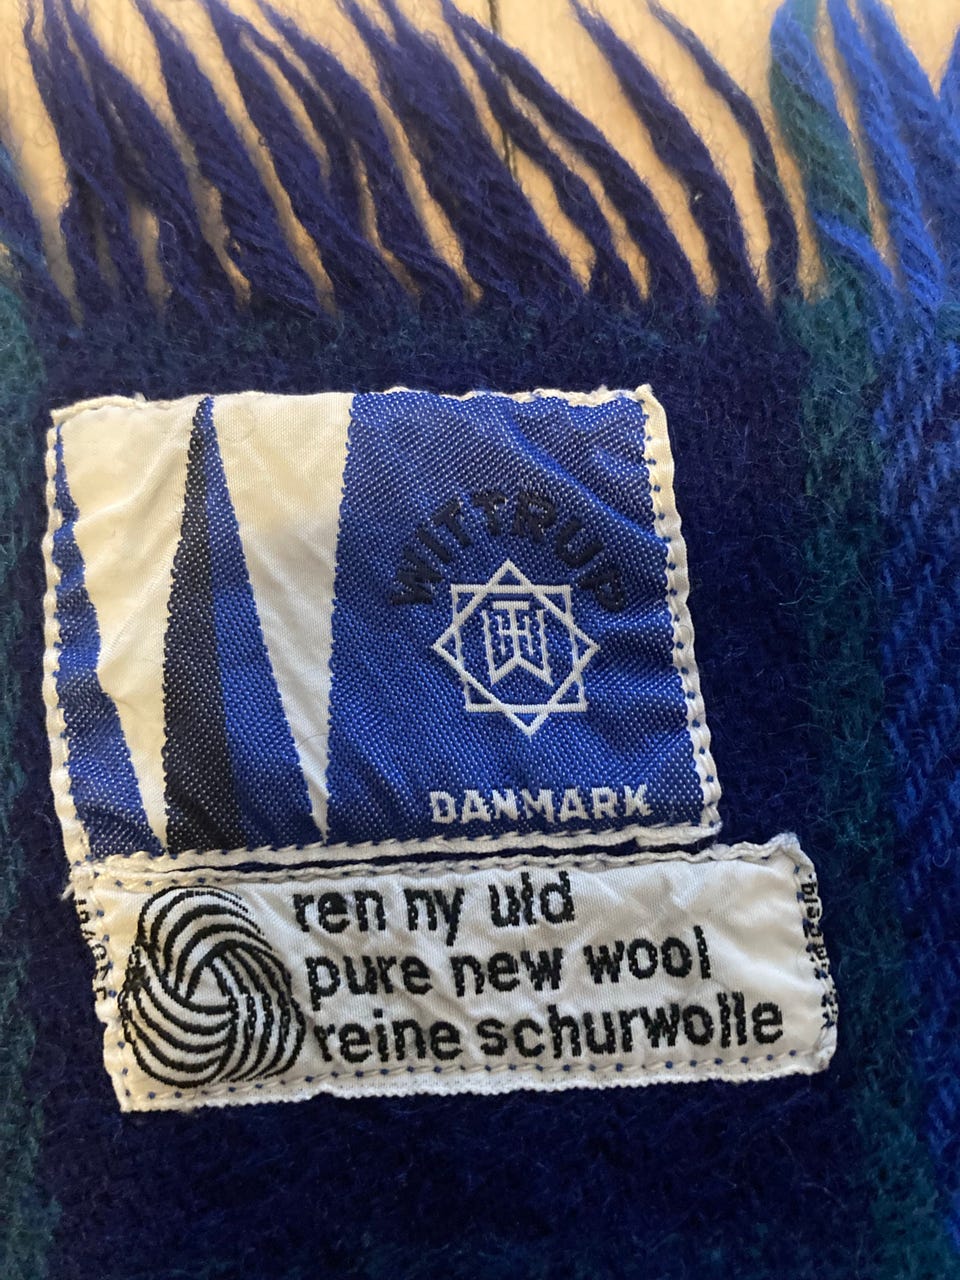 WITTRUP
DANMARK
ren ny uld
pure new wool
reine schurwolle